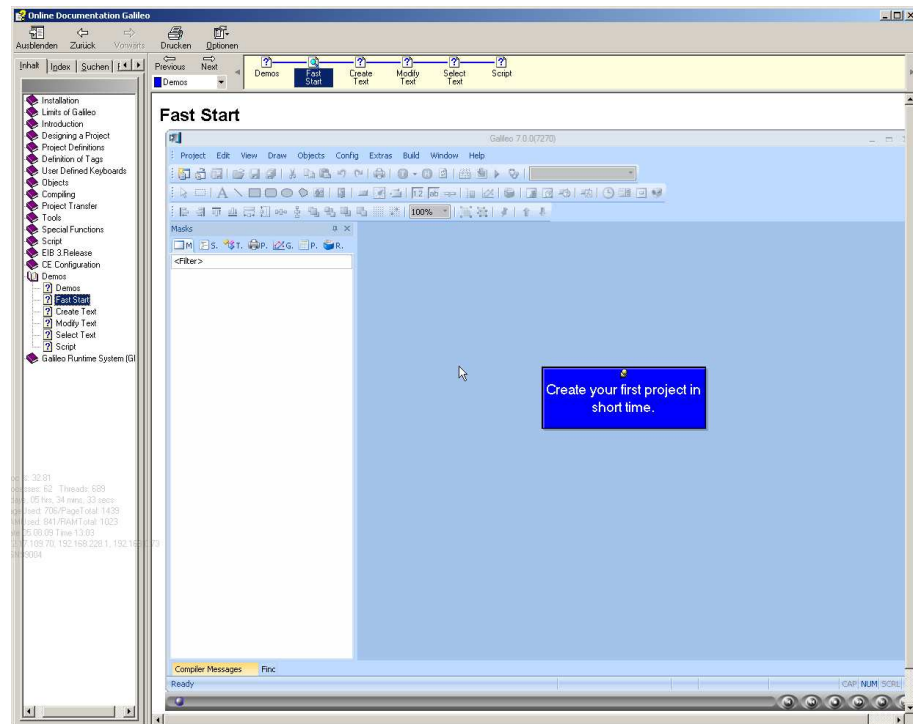 Online Documentation Galileo
Ausblenden Zurück Vorwärts Drucken Optionen
Inhalt Index Suchen
Previous Next
Demos
Demos Fast Start Create Text Modify Text Select Text Script
Installation
Limits of Galileo
Introduction
Designing a Project
Project Definitions
Definition of Tags
User Defined Keyboards
Objects
Compiling
Project Transfer
Tools
Special Functions
Script
EIB 3.Release
CE Configuration
Demos
Demos
Fast Start
Create Text
Modify Text
Select Text
Script
Galileo Runtime System (GI
Fast Start
Galileo 7.0.0(7270)
Project Edit View Draw Objects Config Extras Build Window Help
100%
Masks
M S. T. P. G. P. R.
<Filter>
Create your first project in
short time.
Compiler Messages Finc
Ready
CAP NUM SCRL